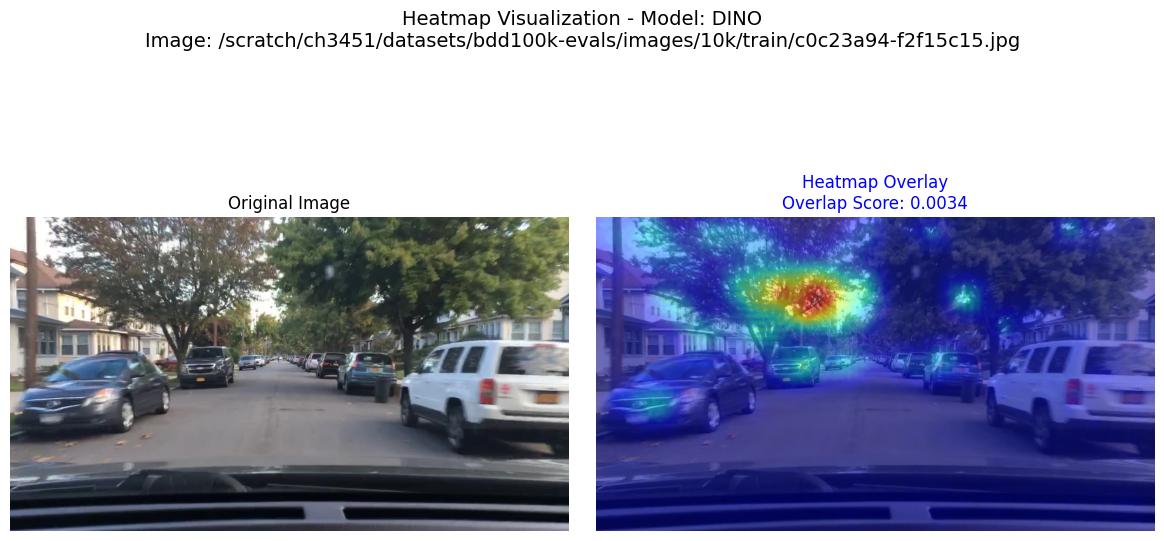 Heatmap Visualization - Model: DINO
Image: /scratch/ch3451/datasets/bdd100k-evals/images/10k/train/c0c23a94-f2f15c15.jpg
Original Image
Heatmap Overlay
Overlap Score: 0.0034